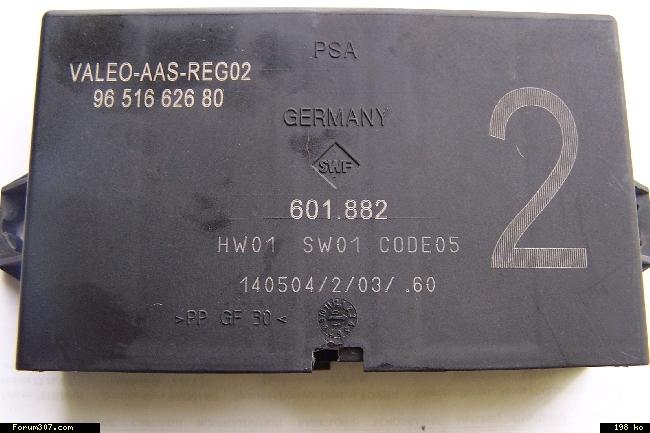 PSA
VALEO-AAS-REG02
96 516 626 80
GERMANY
SWF
601.882
HW01 SW01 CODE05
2
140504/2/03/ .60
>PP GF 30<
Forum307.com
198 ko